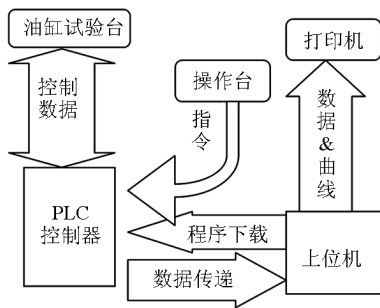 油缸试验台
打印机
操作台
控制
数据
指令
数
据
&
曲
线
PLC
控制器
程序下载
上位机
数据传递